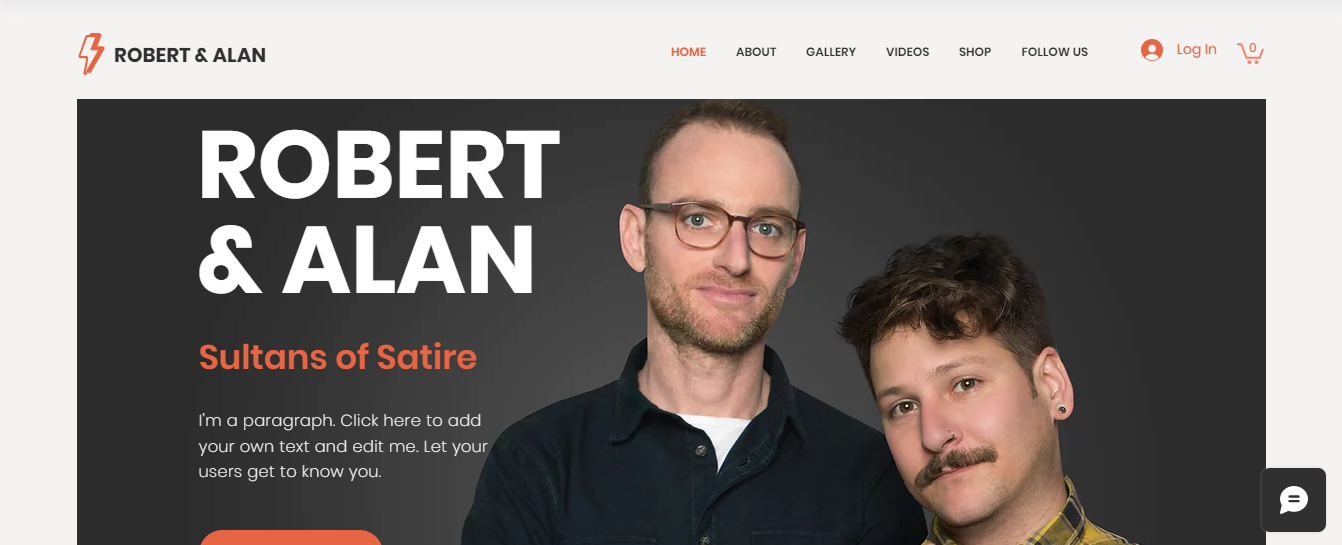 ROBERT & ALAN
HOME ABOUT GALLERY VIDEOS SHOP FOLLOW US Log In 0
ROBERT
& ALAN
Sultans of Satire
I'm a paragraph. Click here to add
your own text and edit me. Let your
users get to know you.